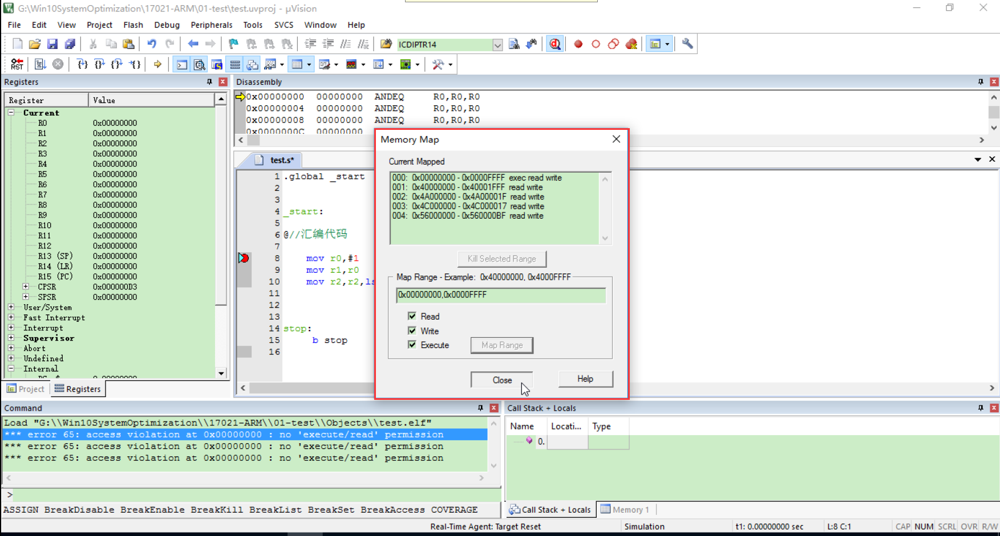 G:\Win10SystemOptimization\17021-ARM\01-test\test.uvproj - µVision
File Edit View Project Flash Debug Peripherals Tools SVCS Window Help
ICDIPTR14
RST
Registers
Register Value
Current
R0 0x00000000
R1 0x00000000
R2 0x00000000
R3 0x00000000
R4 0x00000000
R5 0x00000000
R6 0x00000000
R7 0x00000000
R8 0x00000000
R9 0x00000000
R10 0x00000000
R11 0x00000000
R12 0x00000000
R13 (SP) 0x00000000
R14 (LR) 0x00000000
R15 (PC) 0x00000000
CPSR 0x000000D3
SPSR 0x00000000
User/System
Fast Interrupt
Interrupt
Supervisor
Abort
Undefined
Internal
Project Registers
Disassembly
0x00000000 00000000 ANDEQ R0,R0,R0
0x00000004 00000000 ANDEQ R0,R0,R0
0x00000008 00000000 ANDEQ R0,R0,R0
0x0000000C 00000000
test.s*
1 .global _start
2
3
4 _start:
5
6 @//汇编代码
7
8 mov r0,#1
9 mov r1,r0
10 mov r2,r2,ls
11
12
13
14 stop:
15 b stop
16
Memory Map
Current Mapped
000: 0x00000000 - 0x0000FFFF exec read write
001: 0x40000000 - 0x40001FFF read write
002: 0x4A000000 - 0x4A00001F read write
003: 0x4C000000 - 0x4C000017 read write
004: 0x56000000 - 0x560000BF read write
Kill Selected Range
Map Range - Example: 0x40000000, 0x4000FFFF
0x00000000,0x0000FFFF
Read
Write
Execute Map Range
Close Help
Command
Load "G:\\Win10SystemOptimization\\17021-ARM\\01-test\\Objects\\test.elf"
*** error 65: access violation at 0x00000000 : no 'execute/read' permission
*** error 65: access violation at 0x00000000 : no 'execute/read' permission
*** error 65: access violation at 0x00000000 : no 'execute/read' permission
>
ASSIGN BreakDisable BreakEnable BreakKill BreakList BreakSet BreakAccess COVERAGE
Call Stack + Locals
Name Locati... Type
0.
Call Stack + Locals Memory 1
Real-Time Agent: Target Reset Simulation t1: 0.00000000 sec L:8 C:1 CAP NUM SCRL OVR R/W